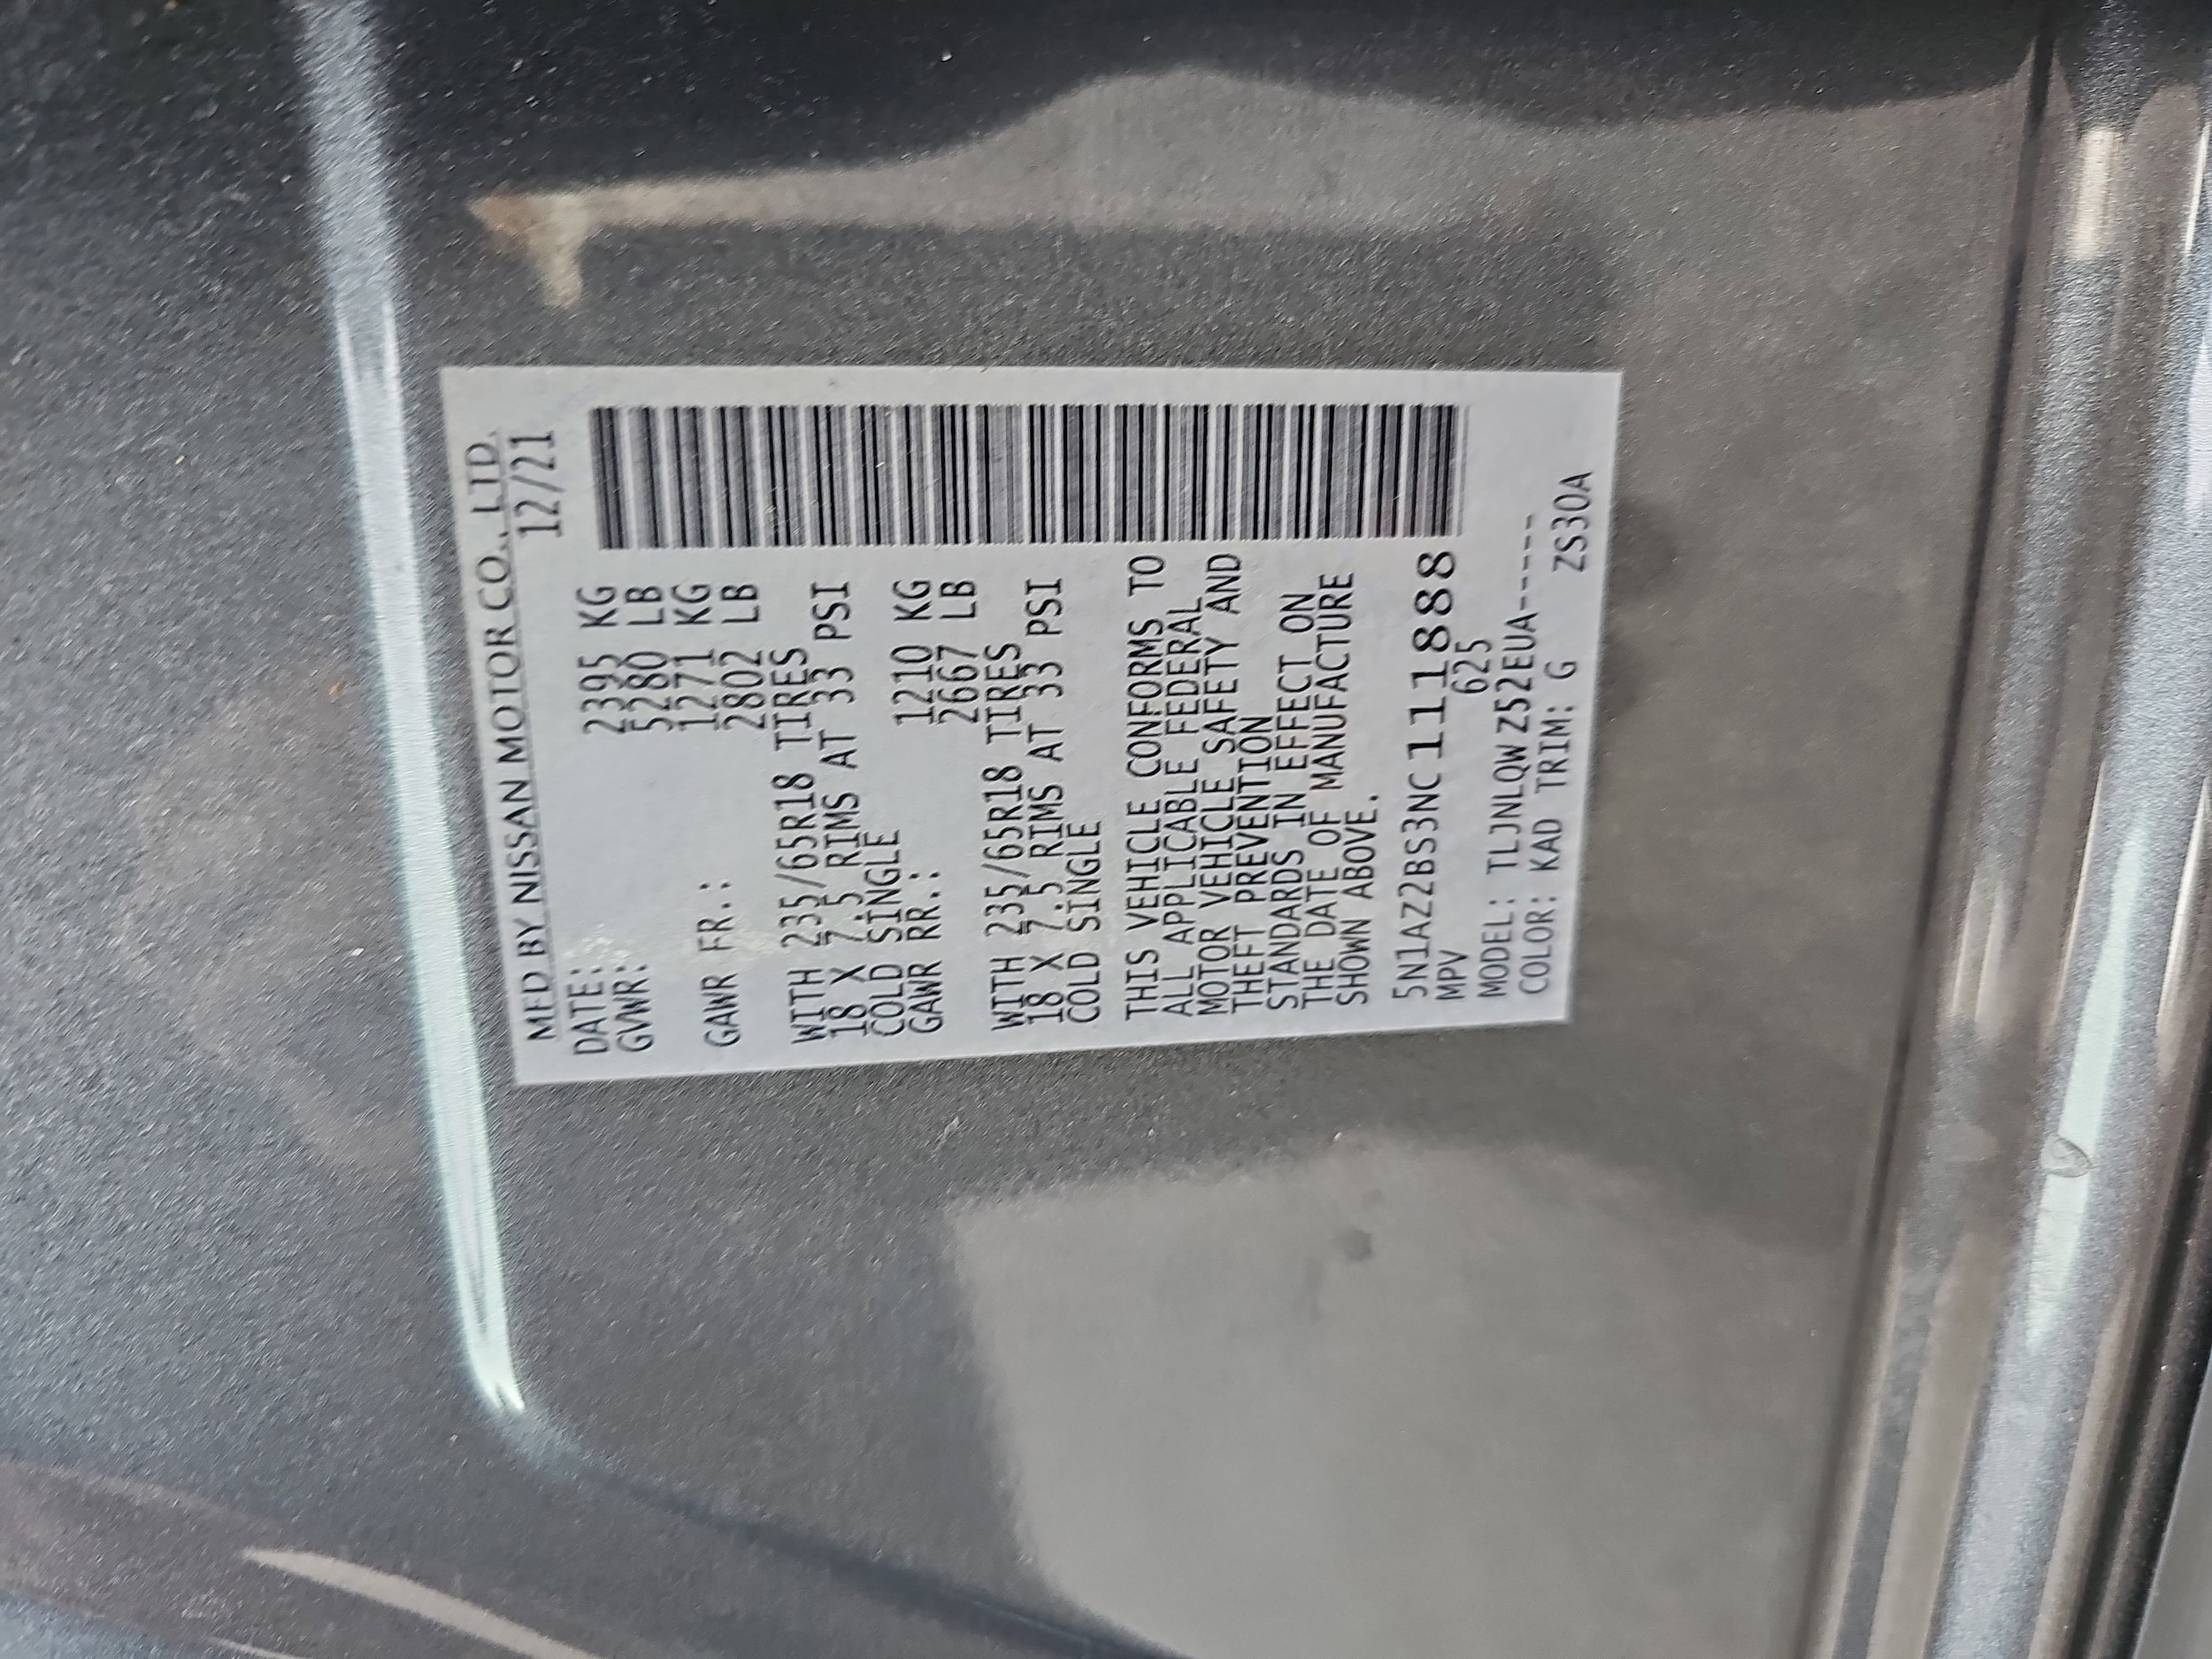 MFD BY NISSAN MOTOR CO., LTD.
DATE: 12/21
GVWR: 2395 KG
5280 LB
1271 KG
GAWR FR.: 2802 LB
WITH 235/65R18 TIRES
18 X 7.5 RIMS AT 33 PSI
COLD SINGLE
GAWR RR.: 1210 KG
2667 LB
WITH 235/65R18 TIRES
18 X 7.5 RIMS AT 33 PSI
COLD SINGLE
THIS VEHICLE CONFORMS TO
ALL APPLICABLE FEDERAL
MOTOR VEHICLE SAFETY AND
THEFT PREVENTION
STANDARDS IN EFFECT ON
THE DATE OF MANUFACTURE
SHOWN ABOVE.
5N1AZ2BS3NC111888
MPV 625
MODEL: TLJNLQW Z52EUA-----
COLOR: KAD TRIM: G ZS30A